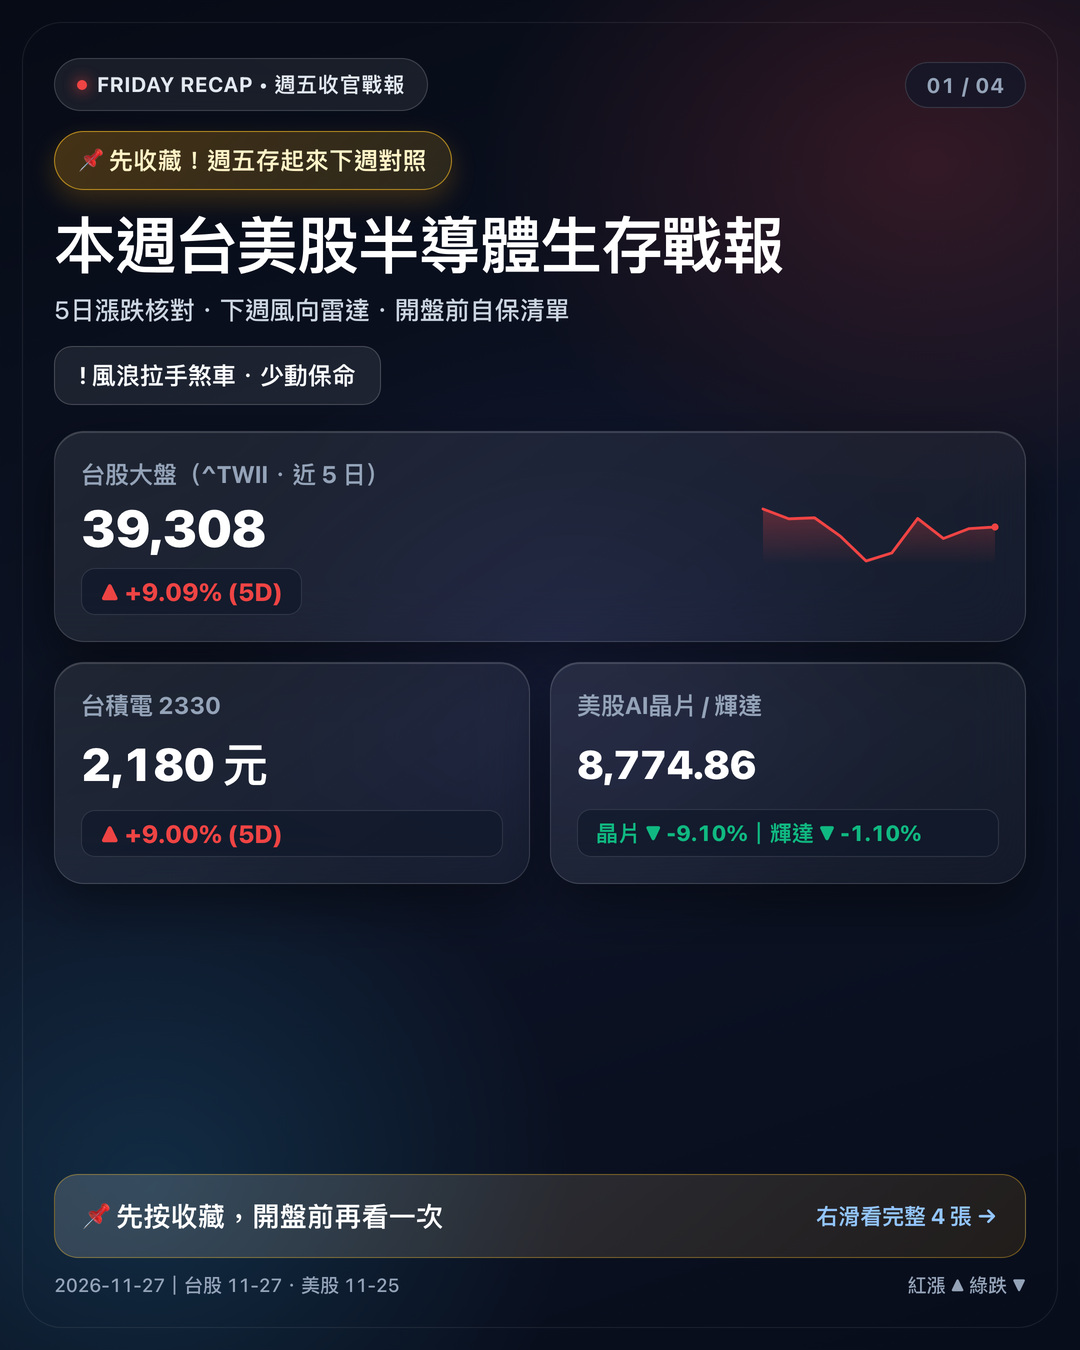 FRIDAY RECAP • 週五收官戰報
01 / 04
📌 先收藏！週五存起來下週對照
本週台美股半導體生存戰報
5日漲跌核對 · 下週風向雷達 · 開盤前自保清單
! 風浪拉手煞車 · 少動保命
台股大盤（^TWII · 近 5 日）
39,308
▲ +9.09% (5D)
台積電 2330
2,180 元
▲ +9.00% (5D)
美股AI晶片 / 輝達
8,774.86
晶片 ▼ -9.10%｜輝達 ▼ -1.10%
📌 先按收藏，開盤前再看一次
右滑看完整 4 張 →
2026-11-27｜台股 11-27 · 美股 11-25
紅漲 ▲ 綠跌 ▼